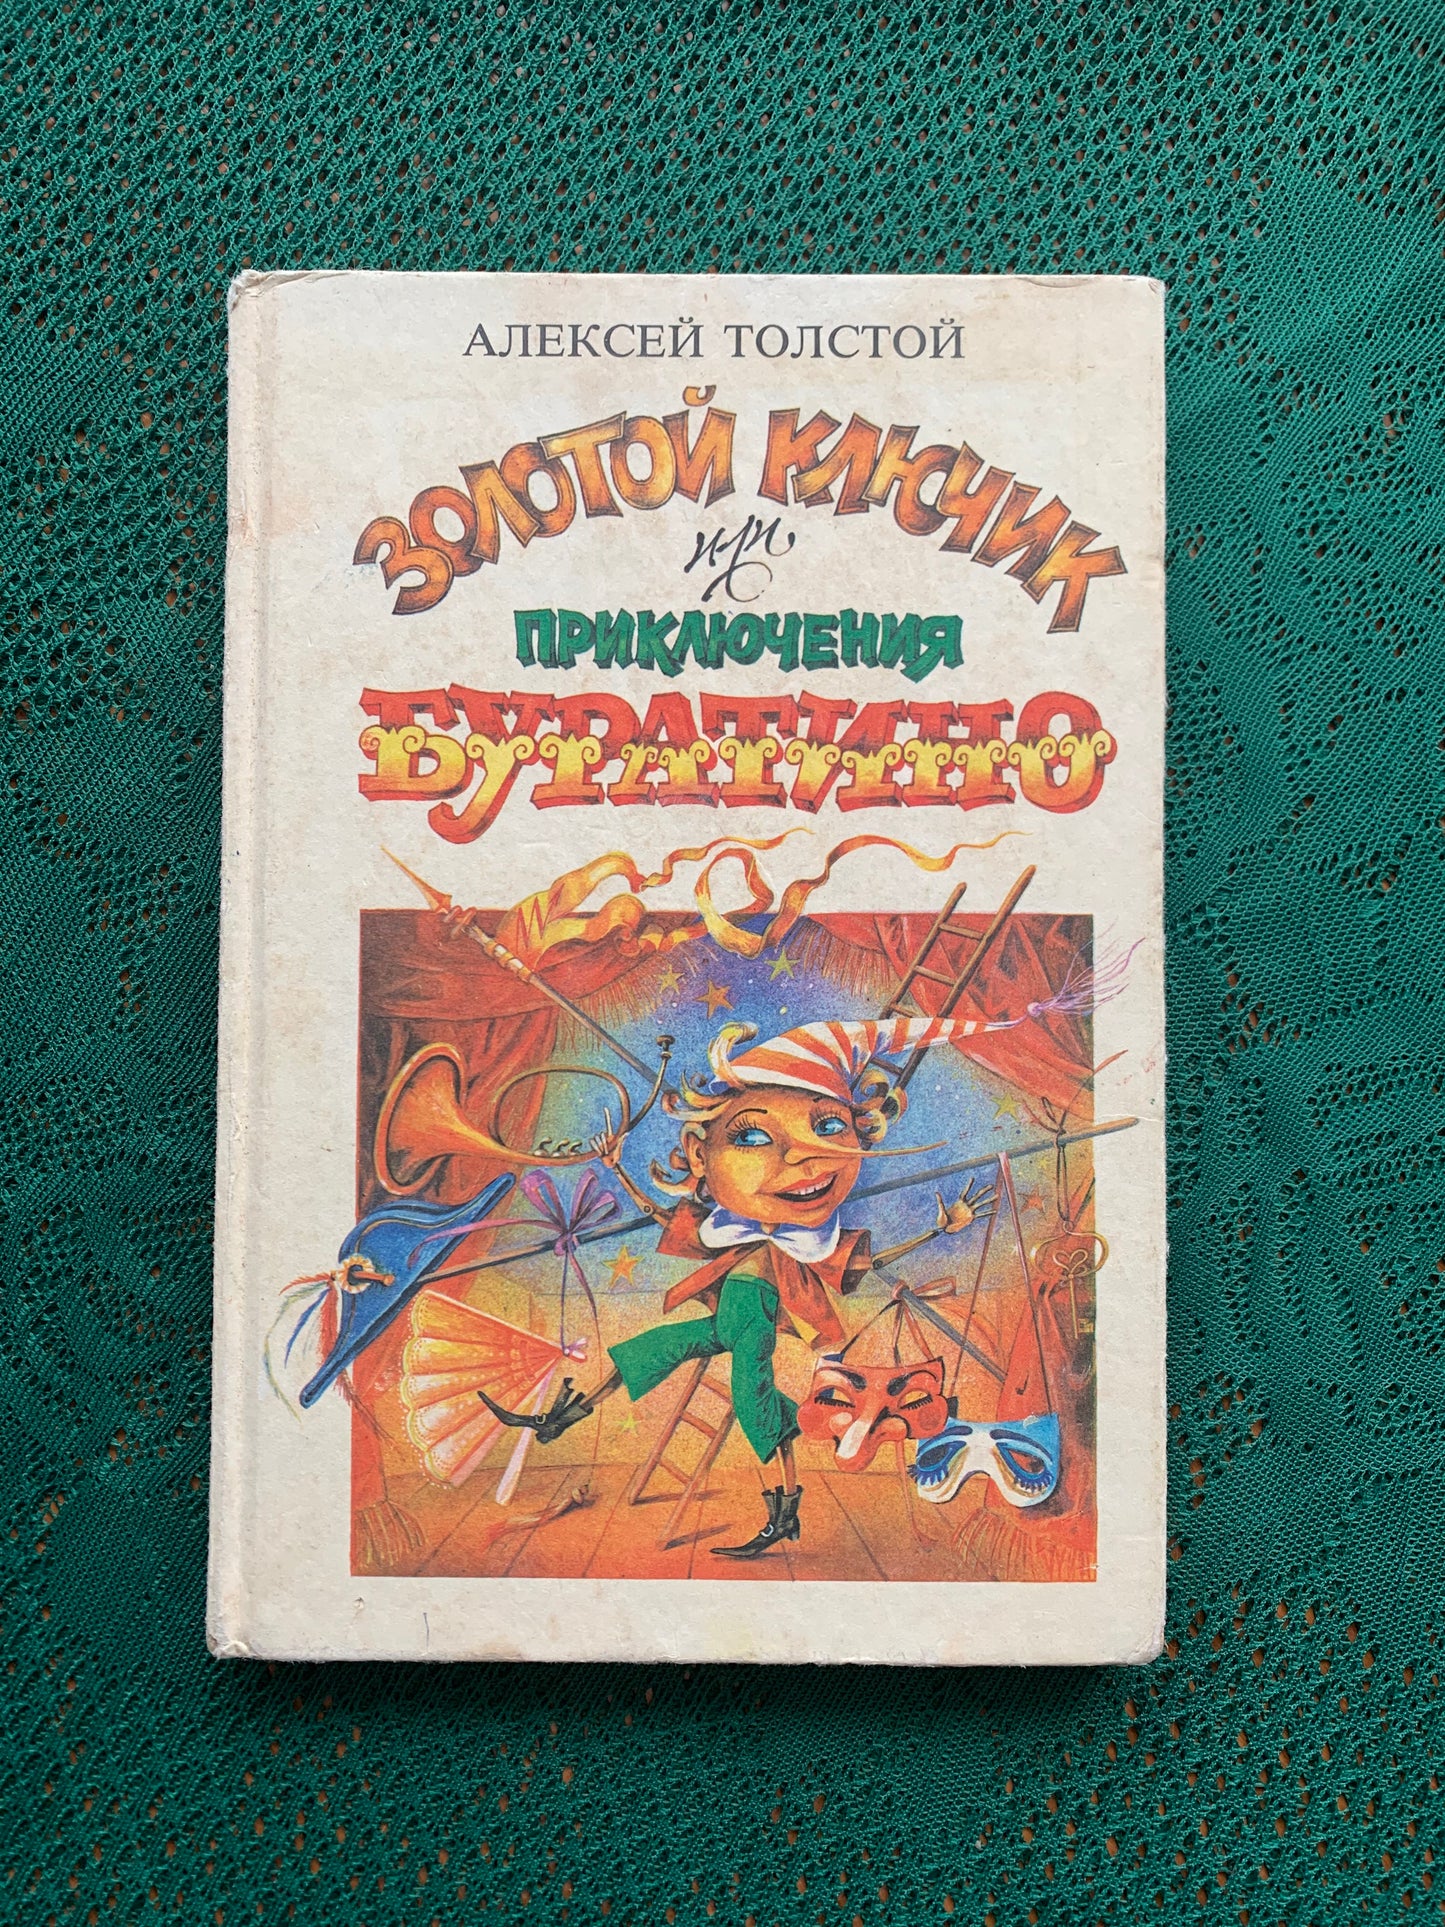 АЛЕКСЕЙ ТОЛСТОЙ
ЗОЛОТОЙ КЛЮЧИК
или
ПРИКЛЮЧЕНИЯ
БУРАТИНО